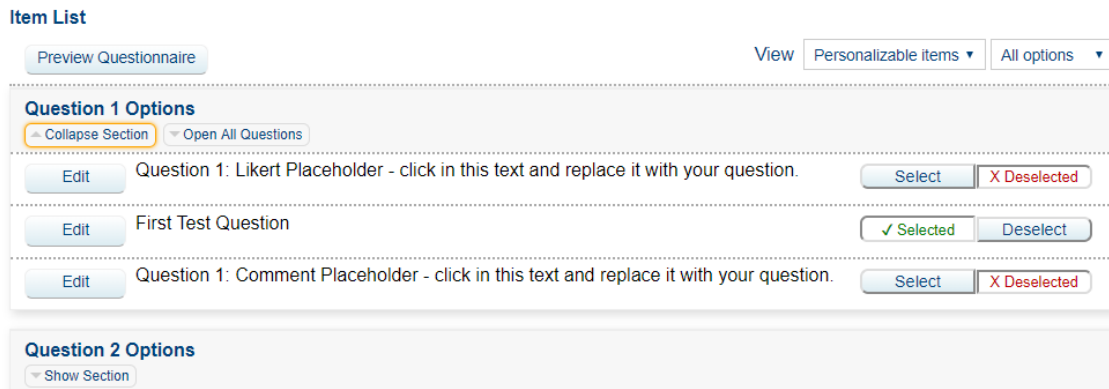 Item List
Preview Questionnaire View Personalizable items All options
Question 1 Options
Collapse Section Open All Questions
Edit Question 1: Likert Placeholder - click in this text and replace it with your question. Select X Deselected
Edit First Test Question ✓ Selected Deselect
Edit Question 1: Comment Placeholder - click in this text and replace it with your question. Select X Deselected
Question 2 Options
Show Section